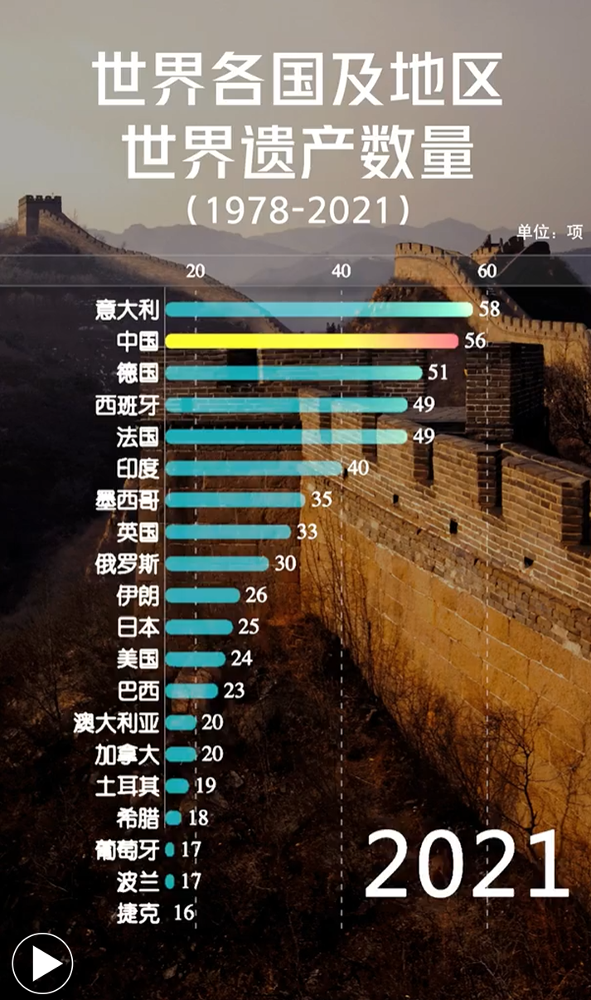 世界各国及地区
世界遗产数量
(1978-2021)
单位：项
20 40 60
意大利 58
中国 56
德国 51
西班牙 49
法国 49
印度 40
墨西哥 35
英国 33
俄罗斯 30
伊朗 26
日本 25
美国 24
巴西 23
澳大利亚 20
加拿大 20
土耳其 19
希腊 18
葡萄牙 17
波兰 17
捷克 16
2021